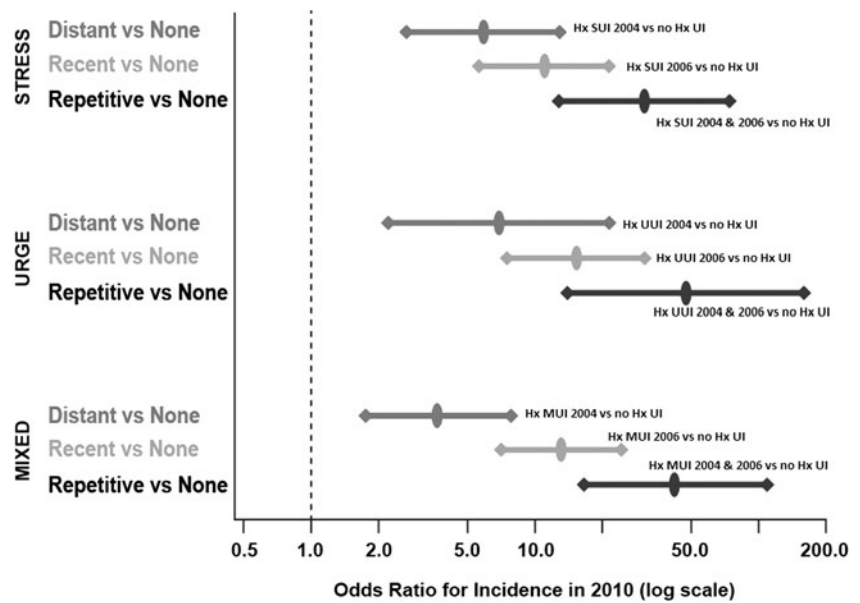 STRESS
Distant vs None
Hx SUI 2004 vs no Hx UI
Recent vs None
Hx SUI 2006 vs no Hx UI
Repetitive vs None
Hx SUI 2004 & 2006 vs no Hx UI
URGE
Distant vs None
Hx UUI 2004 vs no Hx UI
Recent vs None
Hx UUI 2006 vs no Hx UI
Repetitive vs None
Hx UUI 2004 & 2006 vs no Hx UI
MIXED
Distant vs None
Hx MUI 2004 vs no Hx UI
Recent vs None
Hx MUI 2006 vs no Hx UI
Repetitive vs None
Hx MUI 2004 & 2006 vs no Hx UI
0.5 1.0 2.0 5.0 10.0 50.0 200.0
Odds Ratio for Incidence in 2010 (log scale)